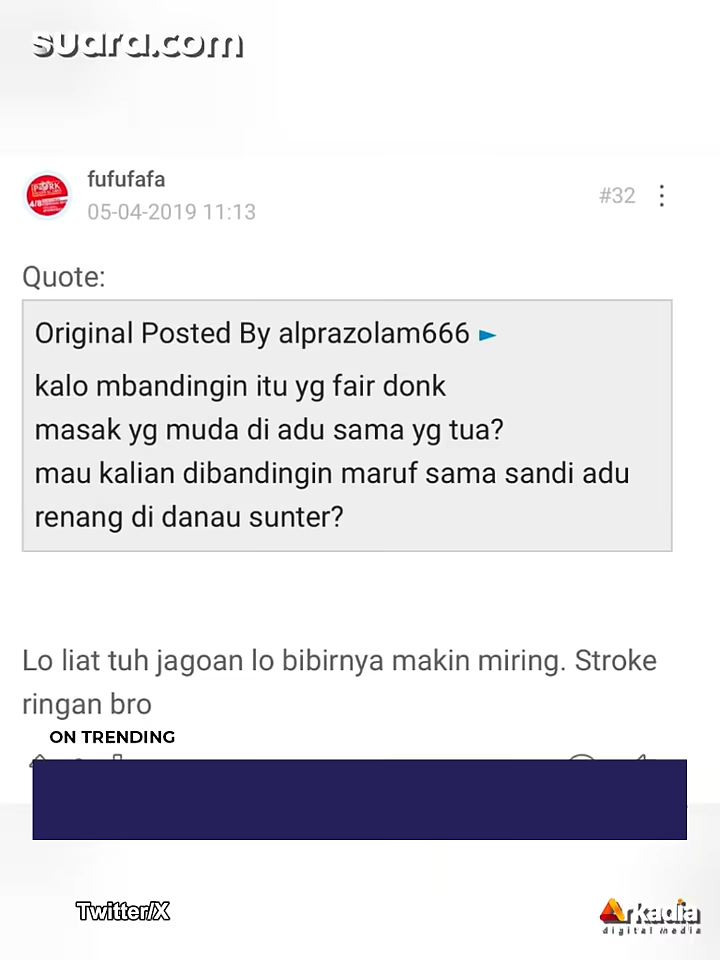 suara.com
fufufafa
05-04-2019 11:13
#32
Quote:
Original Posted By alprazolam666
kalo mbandingin itu yg fair donk
masak yg muda di adu sama yg tua?
mau kalian dibandingin maruf sama sandi adu
renang di danau sunter?
Lo liat tuh jagoan lo bibirnya makin miring. Stroke
ringan bro
ON TRENDING
Twitter/X
Arkadia
digital media